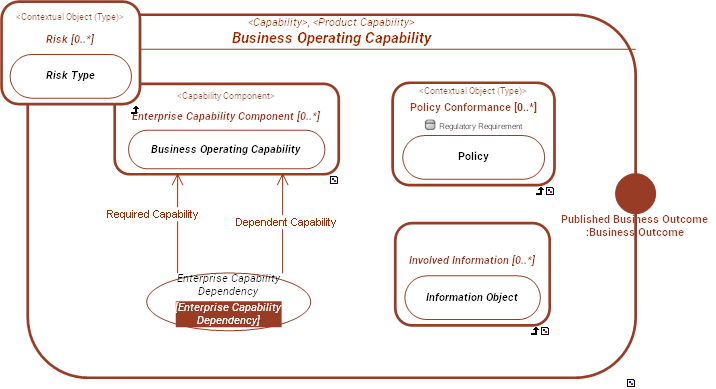 <Contextual Object (Type)>
Risk [0..*]
Risk Type
<Capability>, <Product Capability>
Business Operating Capability
<Capability Component>
Enterprise Capability Component [0..*]
Business Operating Capability
<Contextual Object (Type)>
Policy Conformance [0..*]
Regulatory Requirement
Policy
Required Capability
Dependent Capability
Published Business Outcome
:Business Outcome
Involved Information [0..*]
Information Object
Enterprise Capability
Dependency
[Enterprise Capability
Dependency]